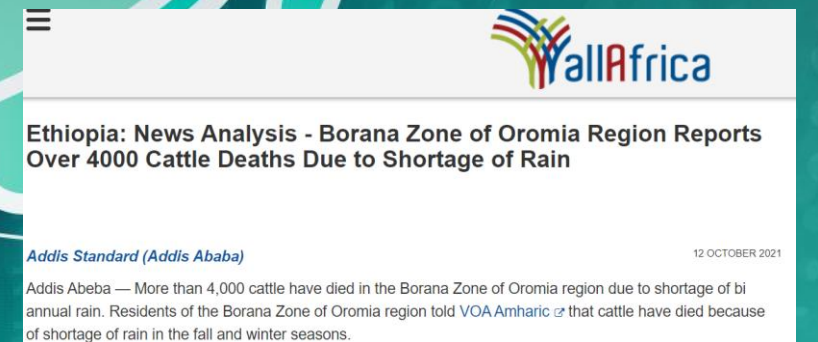 allAfrica
Ethiopia: News Analysis - Borana Zone of Oromia Region Reports
Over 4000 Cattle Deaths Due to Shortage of Rain
Addis Standard (Addis Ababa)
12 OCTOBER 2021
Addis Abeba — More than 4,000 cattle have died in the Borana Zone of Oromia region due to shortage of bi
annual rain. Residents of the Borana Zone of Oromia region told VOA Amharic that cattle have died because
of shortage of rain in the fall and winter seasons.